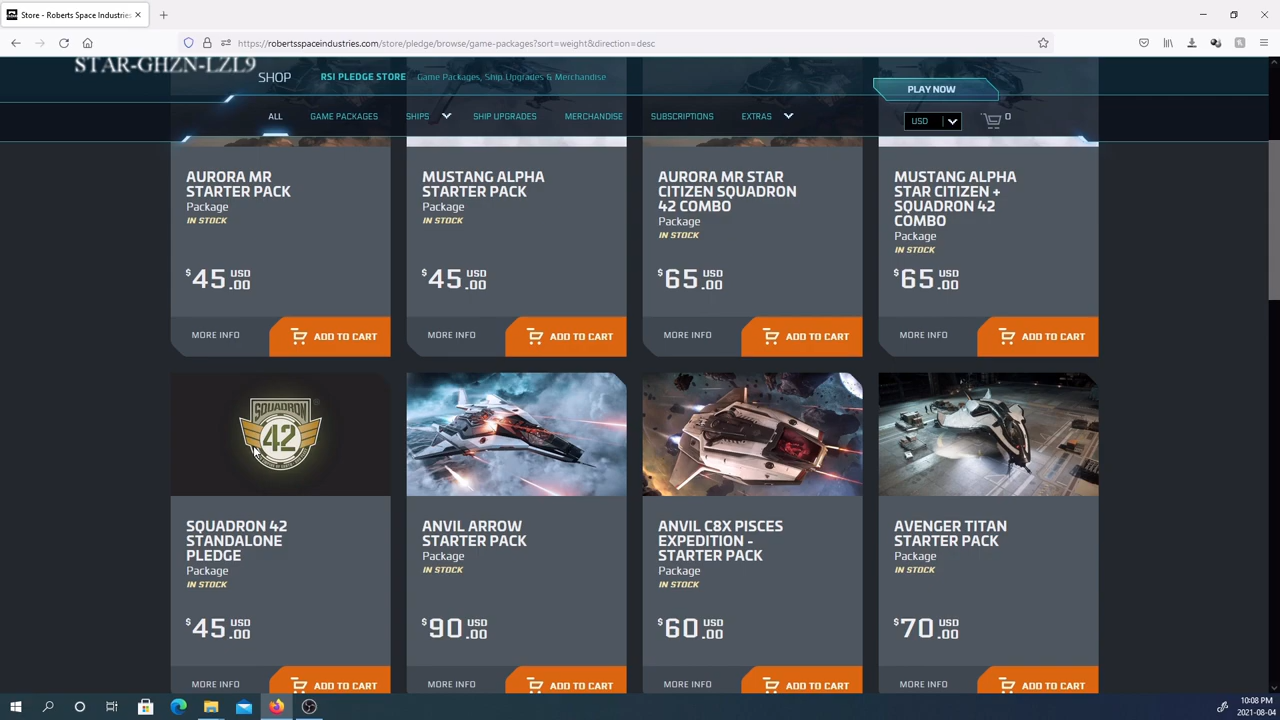 Store - Roberts Space Industries
https://robertsspaceindustries.com/store/pledge/browse/game-packages?sort=weight&direction=desc
STAR-GHZN-LZL9
SHOP
RSI PLEDGE STORE
Game Packages, Ship Upgrades & Merchandise
PLAY NOW
ALL
GAME PACKAGES
SHIPS
SHIP UPGRADES
MERCHANDISE
SUBSCRIPTIONS
EXTRAS
USD
0
AURORA MR
STARTER PACK
Package
IN STOCK
$45.00 USD
MORE INFO
ADD TO CART
MUSTANG ALPHA
STARTER PACK
Package
IN STOCK
$45.00 USD
MORE INFO
ADD TO CART
AURORA MR STAR
CITIZEN SQUADRON
42 COMBO
Package
IN STOCK
$65.00 USD
MORE INFO
ADD TO CART
MUSTANG ALPHA
STAR CITIZEN +
SQUADRON 42
COMBO
Package
IN STOCK
$65.00 USD
MORE INFO
ADD TO CART
SQUADRON
42
SQUADRON 42
STANDALONE
PLEDGE
Package
IN STOCK
$45.00 USD
MORE INFO
ADD TO CART
ANVIL ARROW
STARTER PACK
Package
IN STOCK
$90.00 USD
MORE INFO
ADD TO CART
ANVIL C8X PISCES
EXPEDITION -
STARTER PACK
Package
IN STOCK
$60.00 USD
MORE INFO
ADD TO CART
AVENGER TITAN
STARTER PACK
Package
IN STOCK
$70.00 USD
MORE INFO
ADD TO CART
10:08 PM
2021-08-04